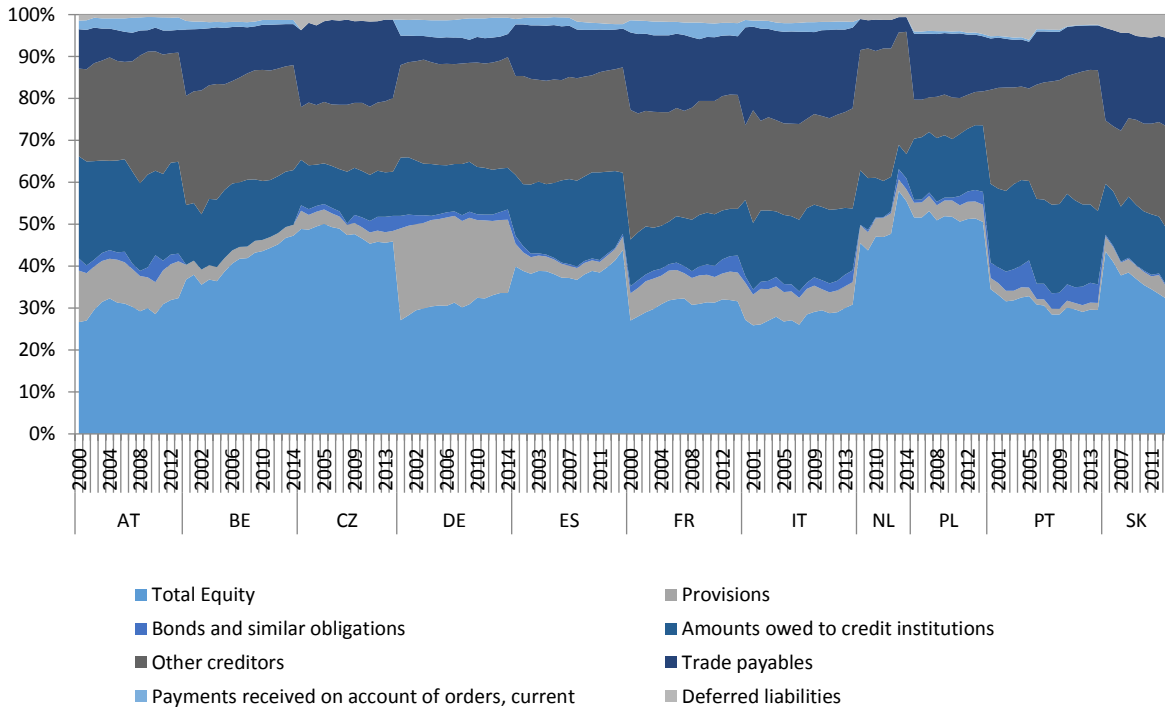 100%
90%
80%
70%
60%
50%
40%
30%
20%
10%
0%
2000 2004 2008 2012 2002 2006 2010 2014 2005 2009 2013 2002 2006 2010 2014 2003 2007 2011 2000 2004 2008 2012 2001 2005 2009 2013 2010 2014 2008 2012 2001 2005 2009 2013 2007 2011
AT BE CZ DE ES FR IT NL PL PT SK
Total Equity Provisions
Bonds and similar obligations Amounts owed to credit institutions
Other creditors Trade payables
Payments received on account of orders, current Deferred liabilities